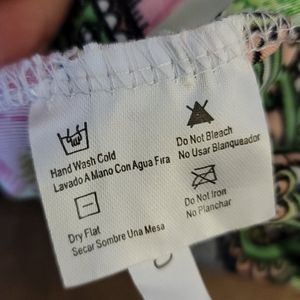 Hand Wash Cold
Lavado A Mano Con Agua Fira
Do Not Bleach
No Usar Blanqueador
Dry Flat
Secar Sombre Una Mesa
Do Not Iron
No Planchar